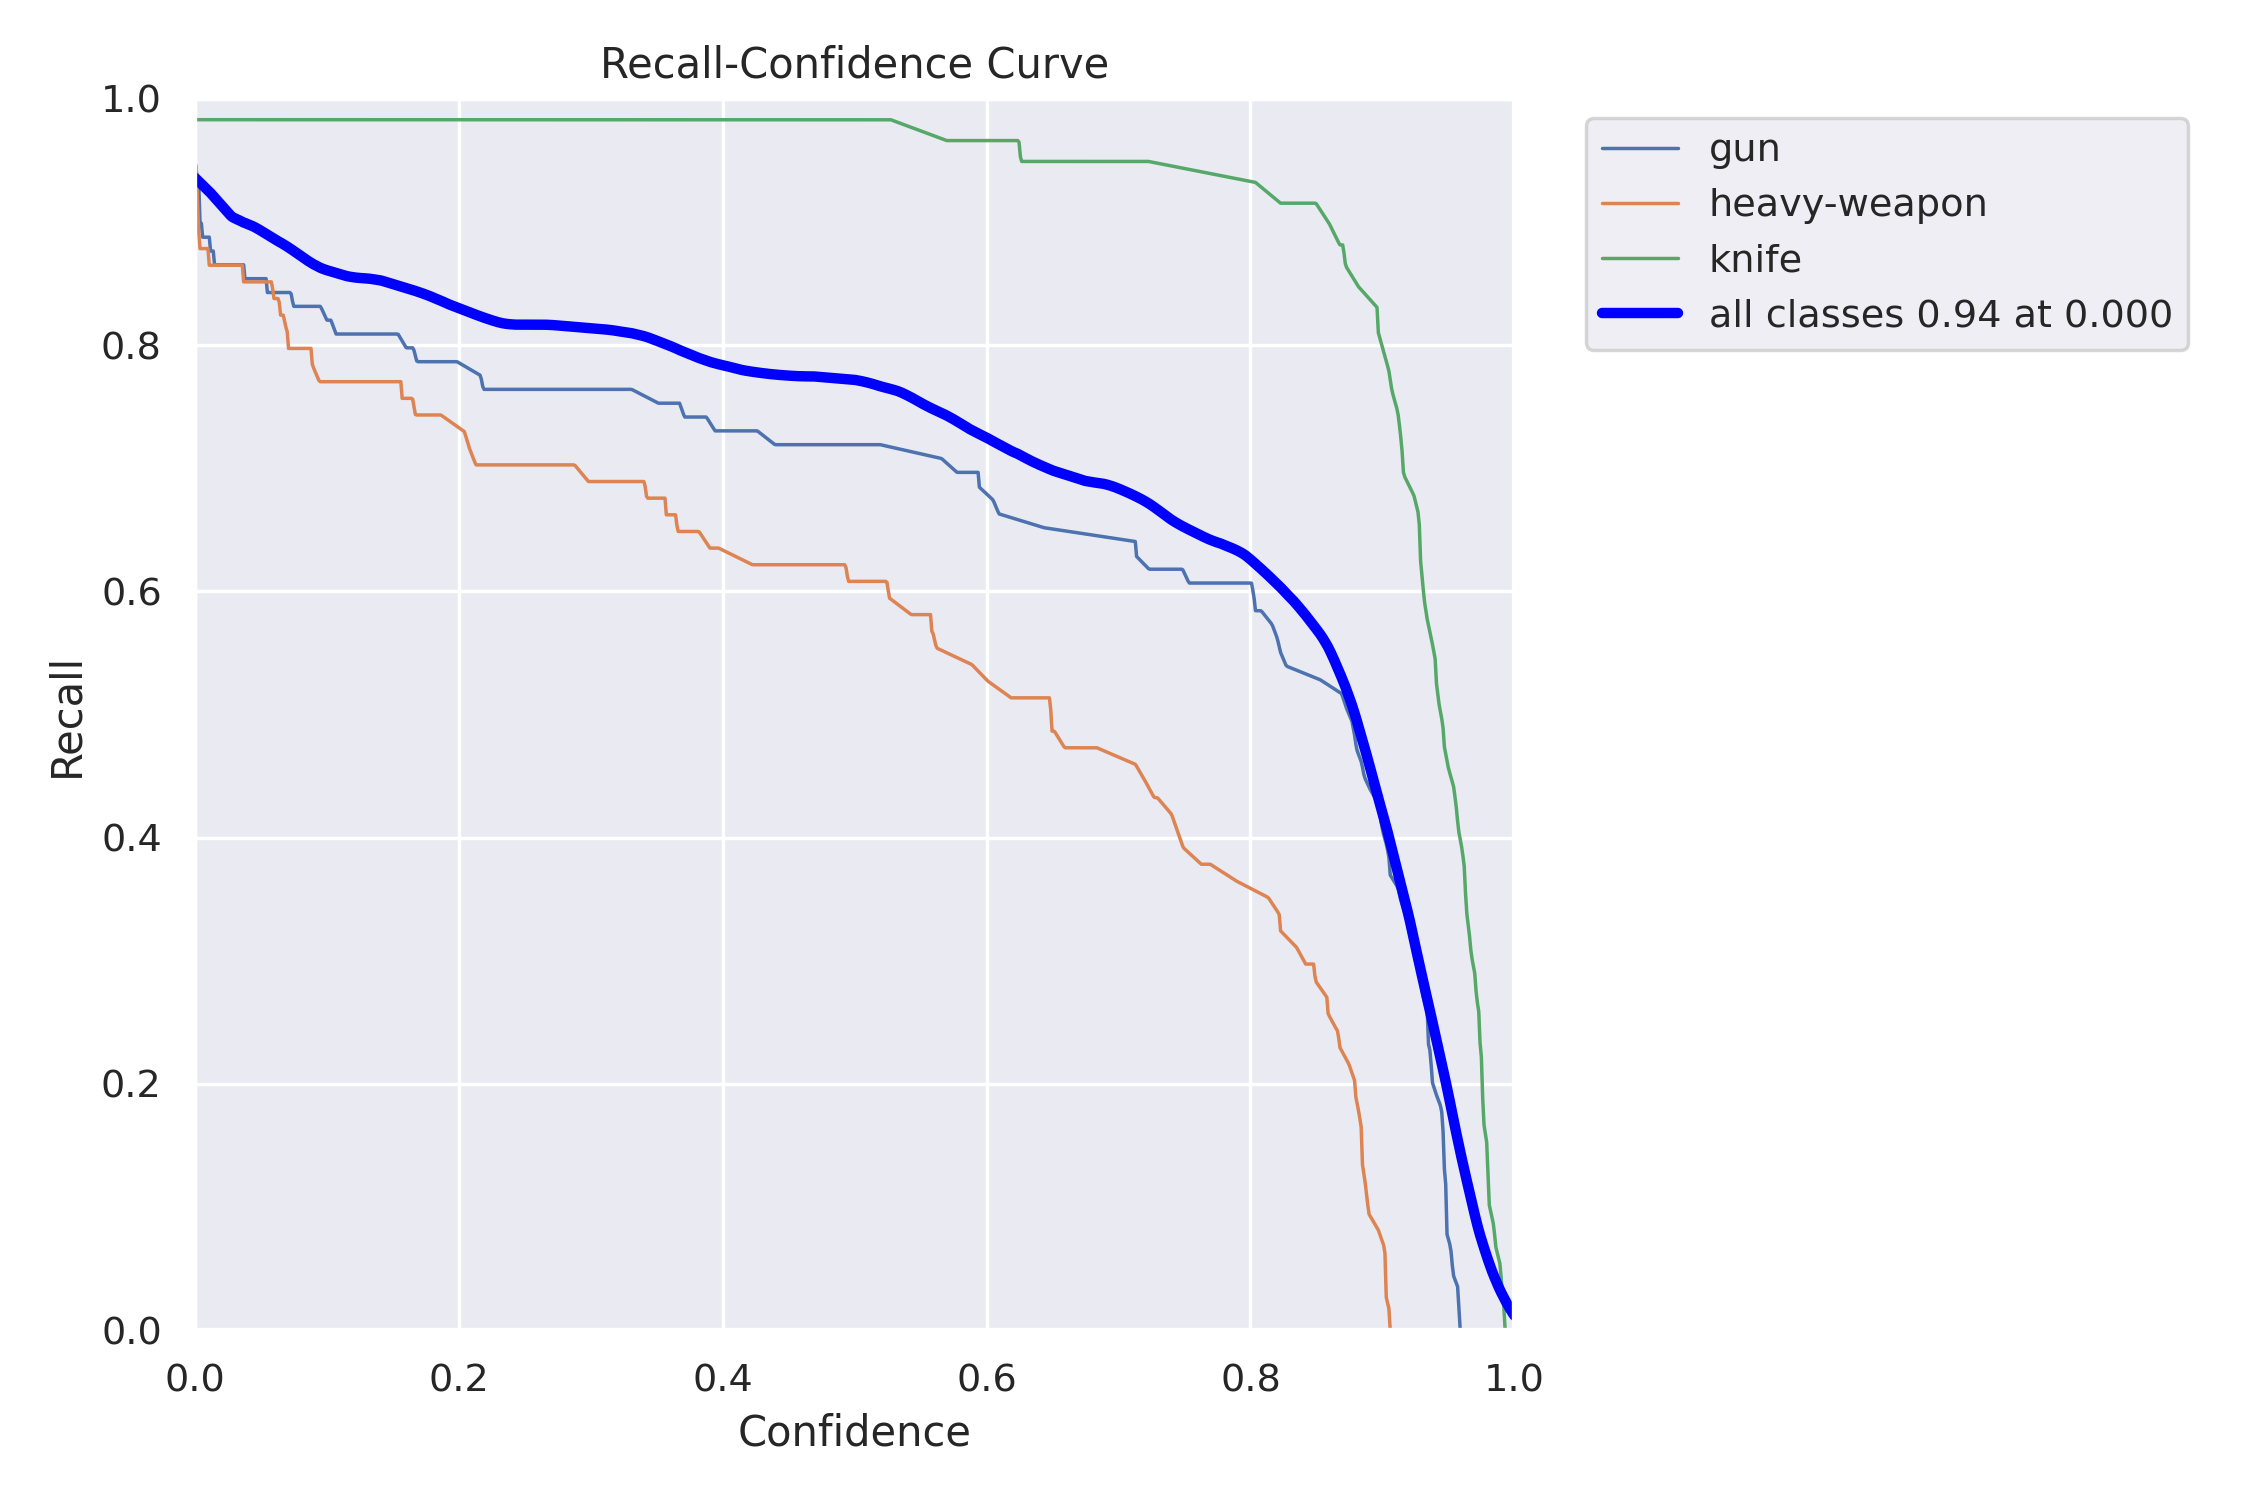 Recall-Confidence Curve
1.0
0.8
0.6
0.4
0.2
0.0
Recall
0.0 0.2 0.4 0.6 0.8 1.0
Confidence
gun
heavy-weapon
knife
all classes 0.94 at 0.000